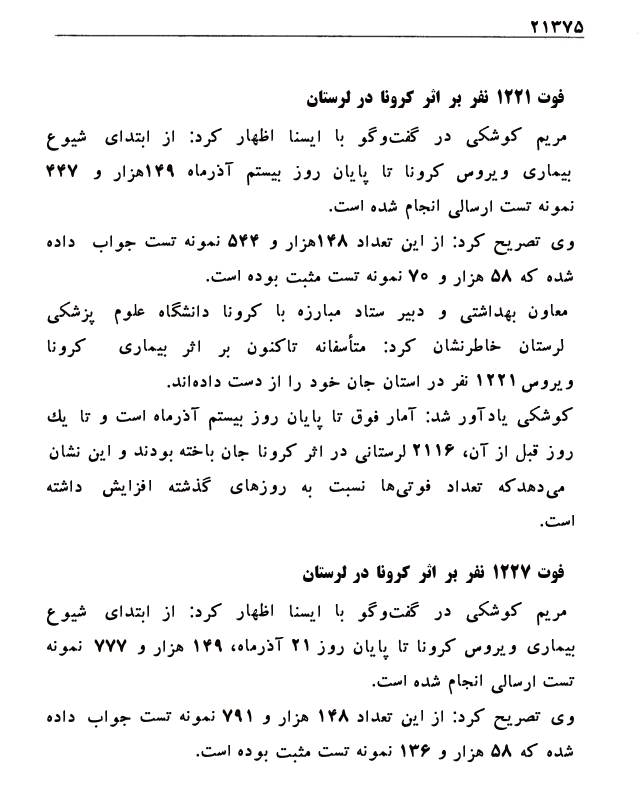 ۲۱۳۷۵
فوت ۱۲۲۱ نفر بر اثر کرونا در لرستان
مریم کوشکی در گفت‌وگو با ایسنا اظهار کرد: از ابتدای شیوع
بیماری ویروس کرونا تا پایان روز بیستم آذرماه ۱۴۹هزار و ۴۴۷
نمونه تست ارسالی انجام شده است.
وی تصریح کرد: از این تعداد ۱۴۸هزار و ۵۴۴ نمونه تست جواب داده
شده که ۵۸ هزار و ۷۰ نمونه تست مثبت بوده است.
معاون بهداشتی و دبیر ستاد مبارزه با کرونا دانشگاه علوم پزشکی
لرستان خاطرنشان کرد: متأسفانه تاکنون بر اثر بیماری کرونا
ویروس ۱۲۲۱ نفر در استان جان خود را از دست داده‌اند.
کوشکی یادآور شد: آمار فوق تا پایان روز بیستم آذرماه است و تا یك
روز قبل از آن، ۲۱۱۶ لرستانی در اثر کرونا جان باخته بودند و این نشان
می‌دهدکه تعداد فوتی‌ها نسبت به روزهای گذشته افزایش داشته
است.
فوت ۱۲۲۷ نفر بر اثر کرونا در لرستان
مریم کوشکی در گفت‌وگو با ایسنا اظهار کرد: از ابتدای شیوع
بیماری ویروس کرونا تا پایان روز ۲۱ آذرماه، ۱۴۹ هزار و ۷۷۷ نمونه
تست ارسالی انجام شده است.
وی تصریح کرد: از این تعداد ۱۴۸ هزار و ۷۹۱ نمونه تست جواب داده
شده که ۵۸ هزار و ۱۳۶ نمونه تست مثبت بوده است.